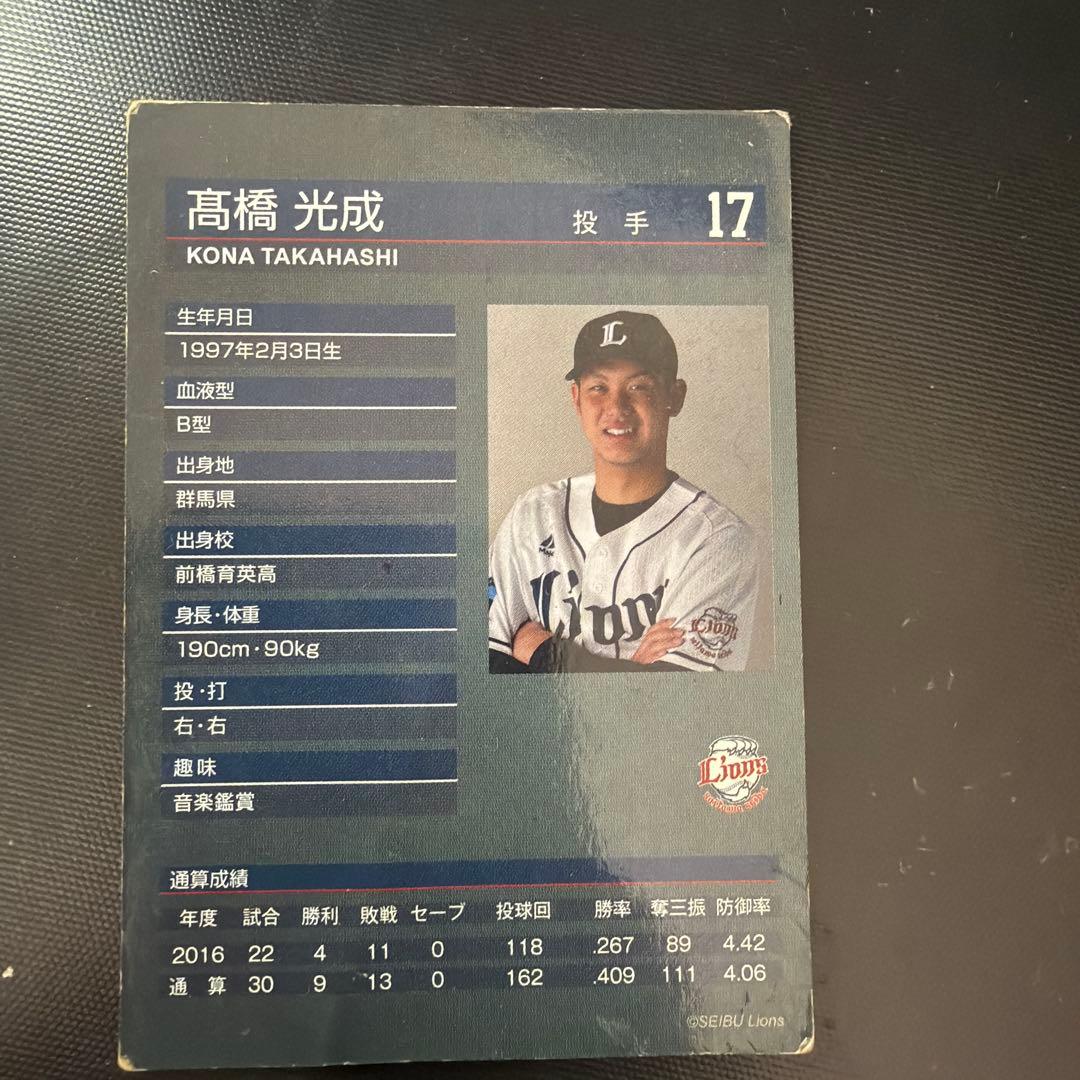 髙橋 光成 投手 17
KONA TAKAHASHI
生年月日
1997年2月3日生
血液型
B型
出身地
群馬県
出身校
前橋育英高
身長・体重
190cm・90kg
投・打
右・右
趣味
音楽鑑賞
L
Lions
Lions
Lions
通算成績
年度 試合 勝利 敗戦 セーブ 投球回 勝率 奪三振 防御率
2016 22 4 11 0 118 .267 89 4.42
通算 30 9 13 0 162 .409 111 4.06
©SEIBU Lions